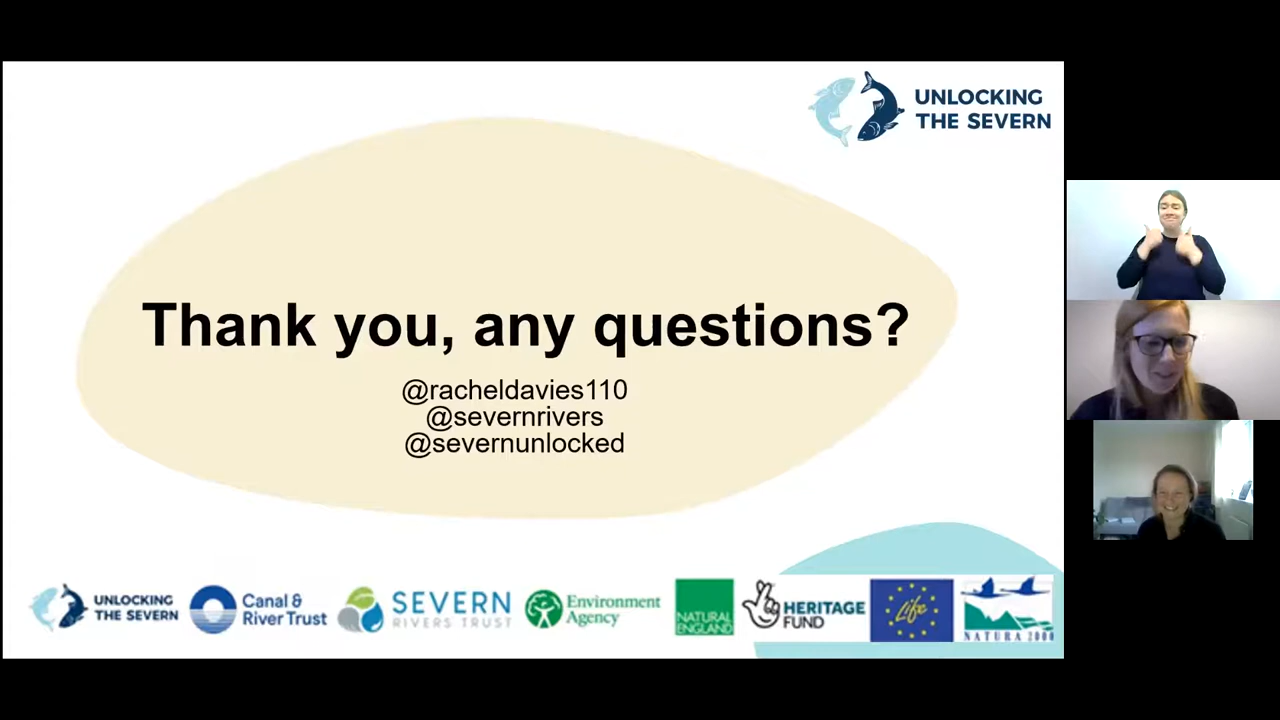 UNLOCKING
THE SEVERN
Thank you, any questions?
@racheldavies110
@severnrivers
@severnunlocked
UNLOCKING
THE SEVERN
Canal &
River Trust
SEVERN
RIVERS TRUST
Environment
Agency
NATURAL
ENGLAND
HERITAGE
FUND
Life
NATURA 2000